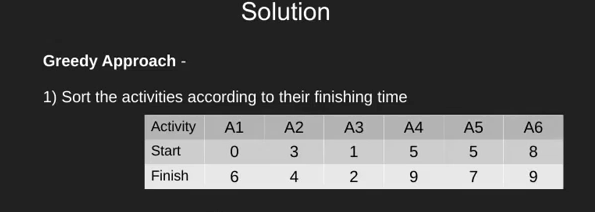 Solution
Greedy Approach -
1) Sort the activities according to their finishing time
Activity A1 A2 A3 A4 A5 A6
Start 0 3 1 5 5 8
Finish 6 4 2 9 7 9